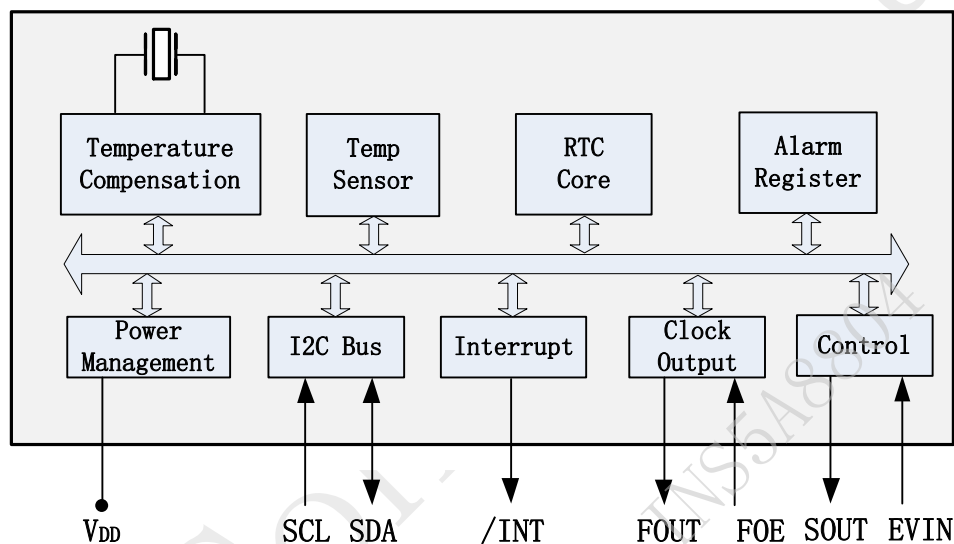 Temperature
Compensation
Temp
Sensor
RTC
Core
Alarm
Register
Power
Management
I2C Bus
Interrupt
Clock
Output
Control
VDD
SCL
SDA
/INT
FOUT
FOE
SOUT
EVIN
INS5A8804